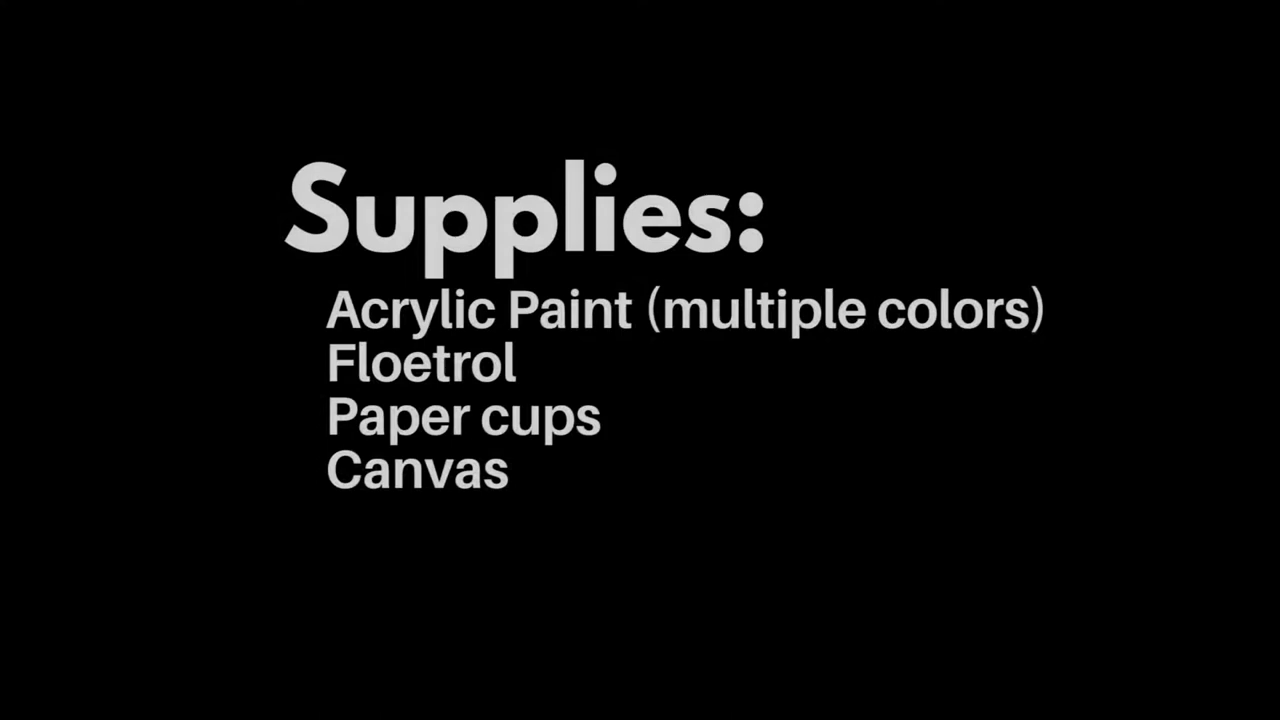 Supplies:
Acrylic Paint (multiple colors)
Floetrol
Paper cups
Canvas